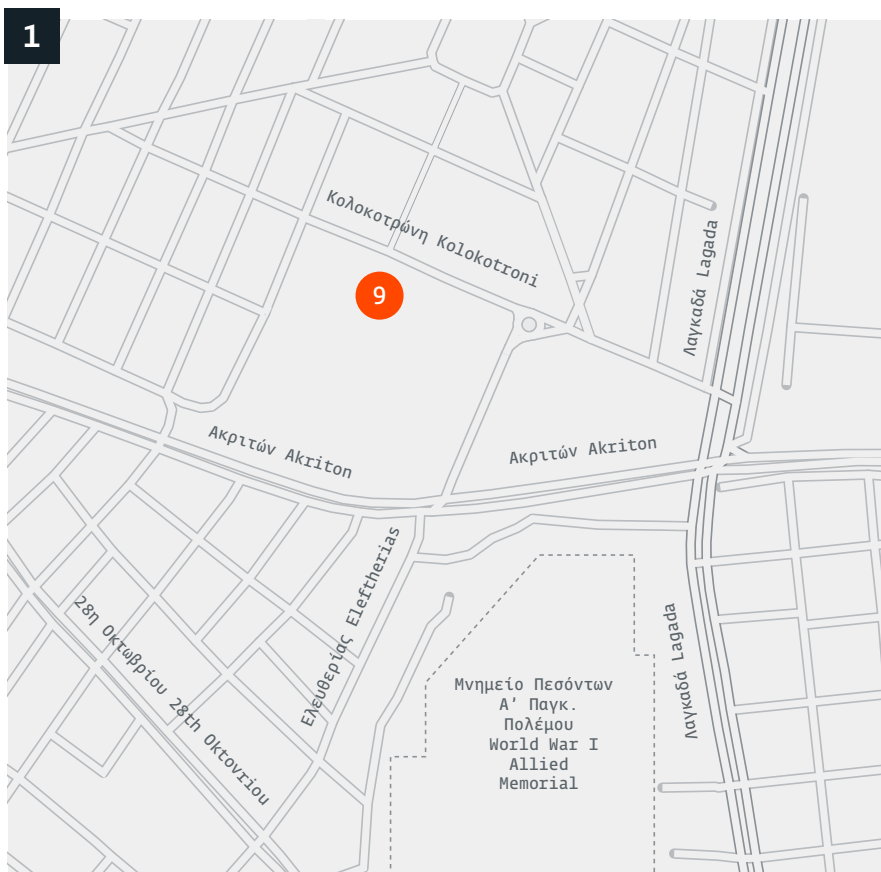 1
Κολοκοτρώνη Kolokotroni
Λαγκαδά Lagada
9
Ακριτών Akriton
Ακριτών Akriton
Ελευθερίας Eleftherias
28η Οκτωβρίου 28th Oktovriou
Λαγκαδά Lagada
Μνημείο Πεσόντων
Α' Παγκ.
Πολέμου
World War I
Allied
Memorial